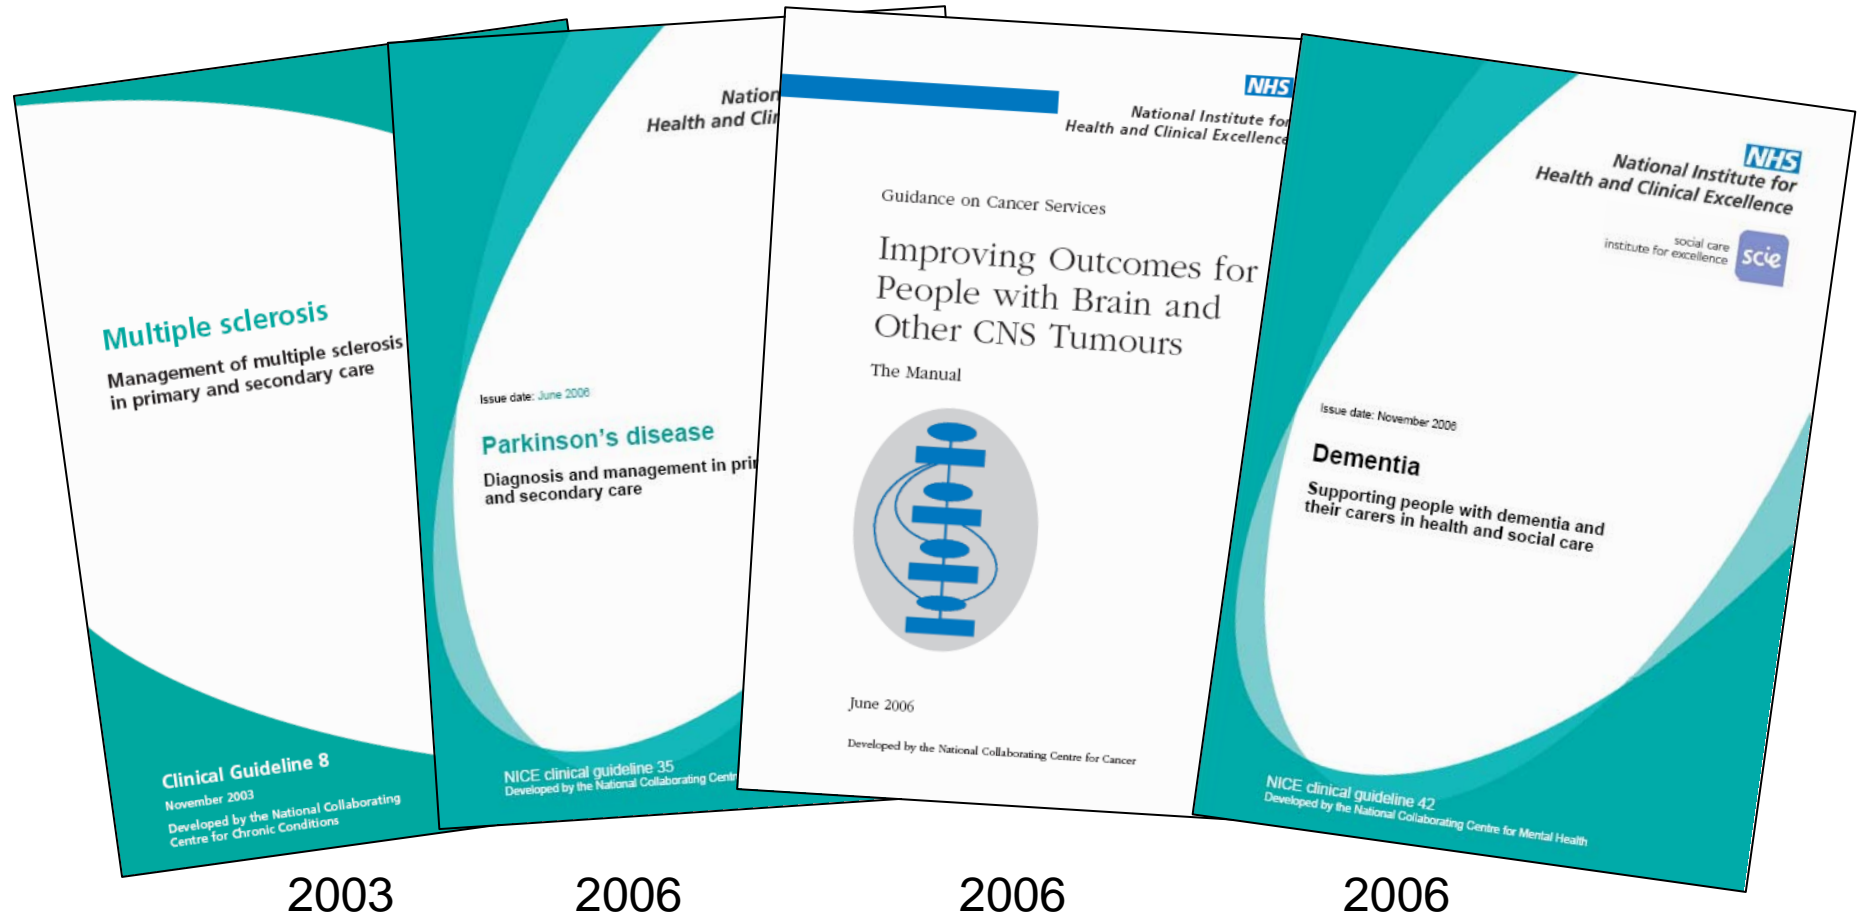 Multiple sclerosis
Management of multiple sclerosis
in primary and secondary care
Clinical Guideline 8
November 2003
Developed by the National Collaborating
Centre for Chronic Conditions
Health and
Issue date: June 2006
Parkinson's disease
Diagnosis and management in
and secondary care
NICE clinical guideline 35
Developed by the National Collaborating
NHS
National Institute for
Health and Clinical Excellence
Guidance on Cancer Services
Improving Outcomes for
People with Brain and
Other CNS Tumours
The Manual
June 2006
Developed by the National Collaborating Centre for Cancer
NHS
National Institute for
Health and Clinical Excellence
social care
institute for excellence
scie
Issue date: November 2006
Dementia
Supporting people with dementia and
their carers in health and social care
NICE clinical guideline 42
Developed by the National Collaborating Centre for Mental Health
2003
2006
2006
2006